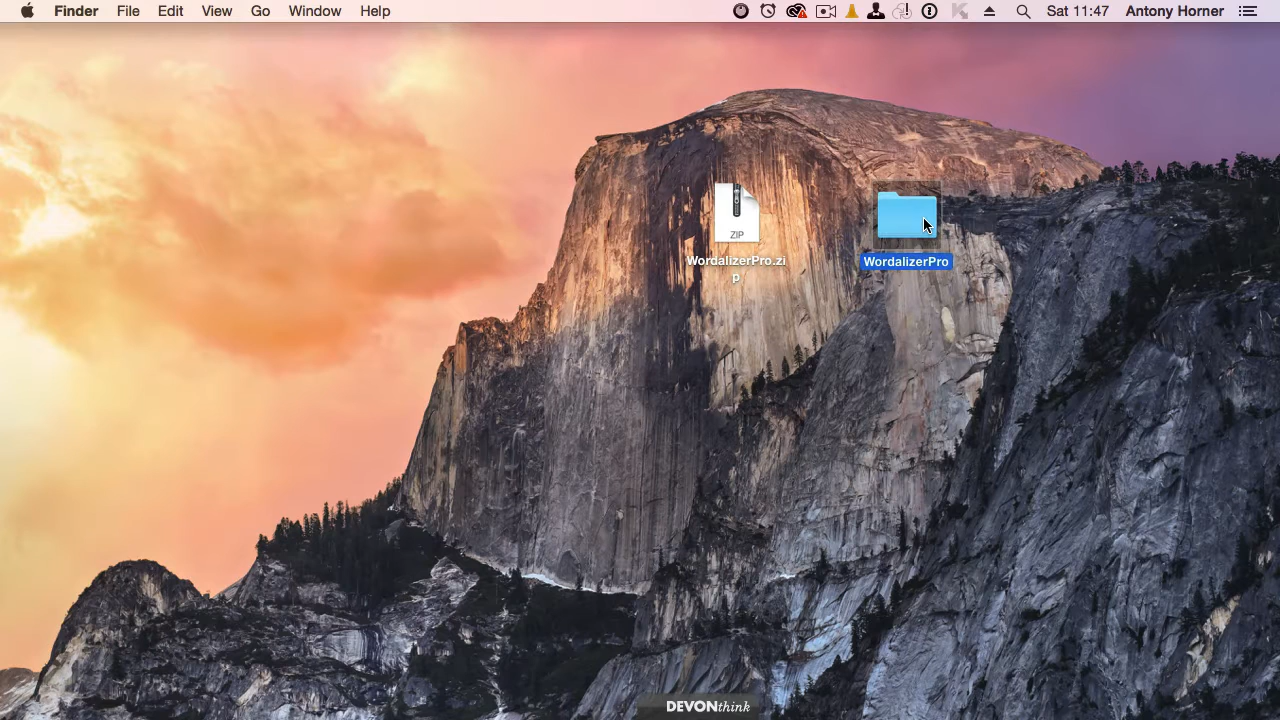 Finder File Edit View Go Window Help Sat 11:47 Antony Horner
ZIP
WordalizerPro.zi
p
WordalizerPro
DEVONthink